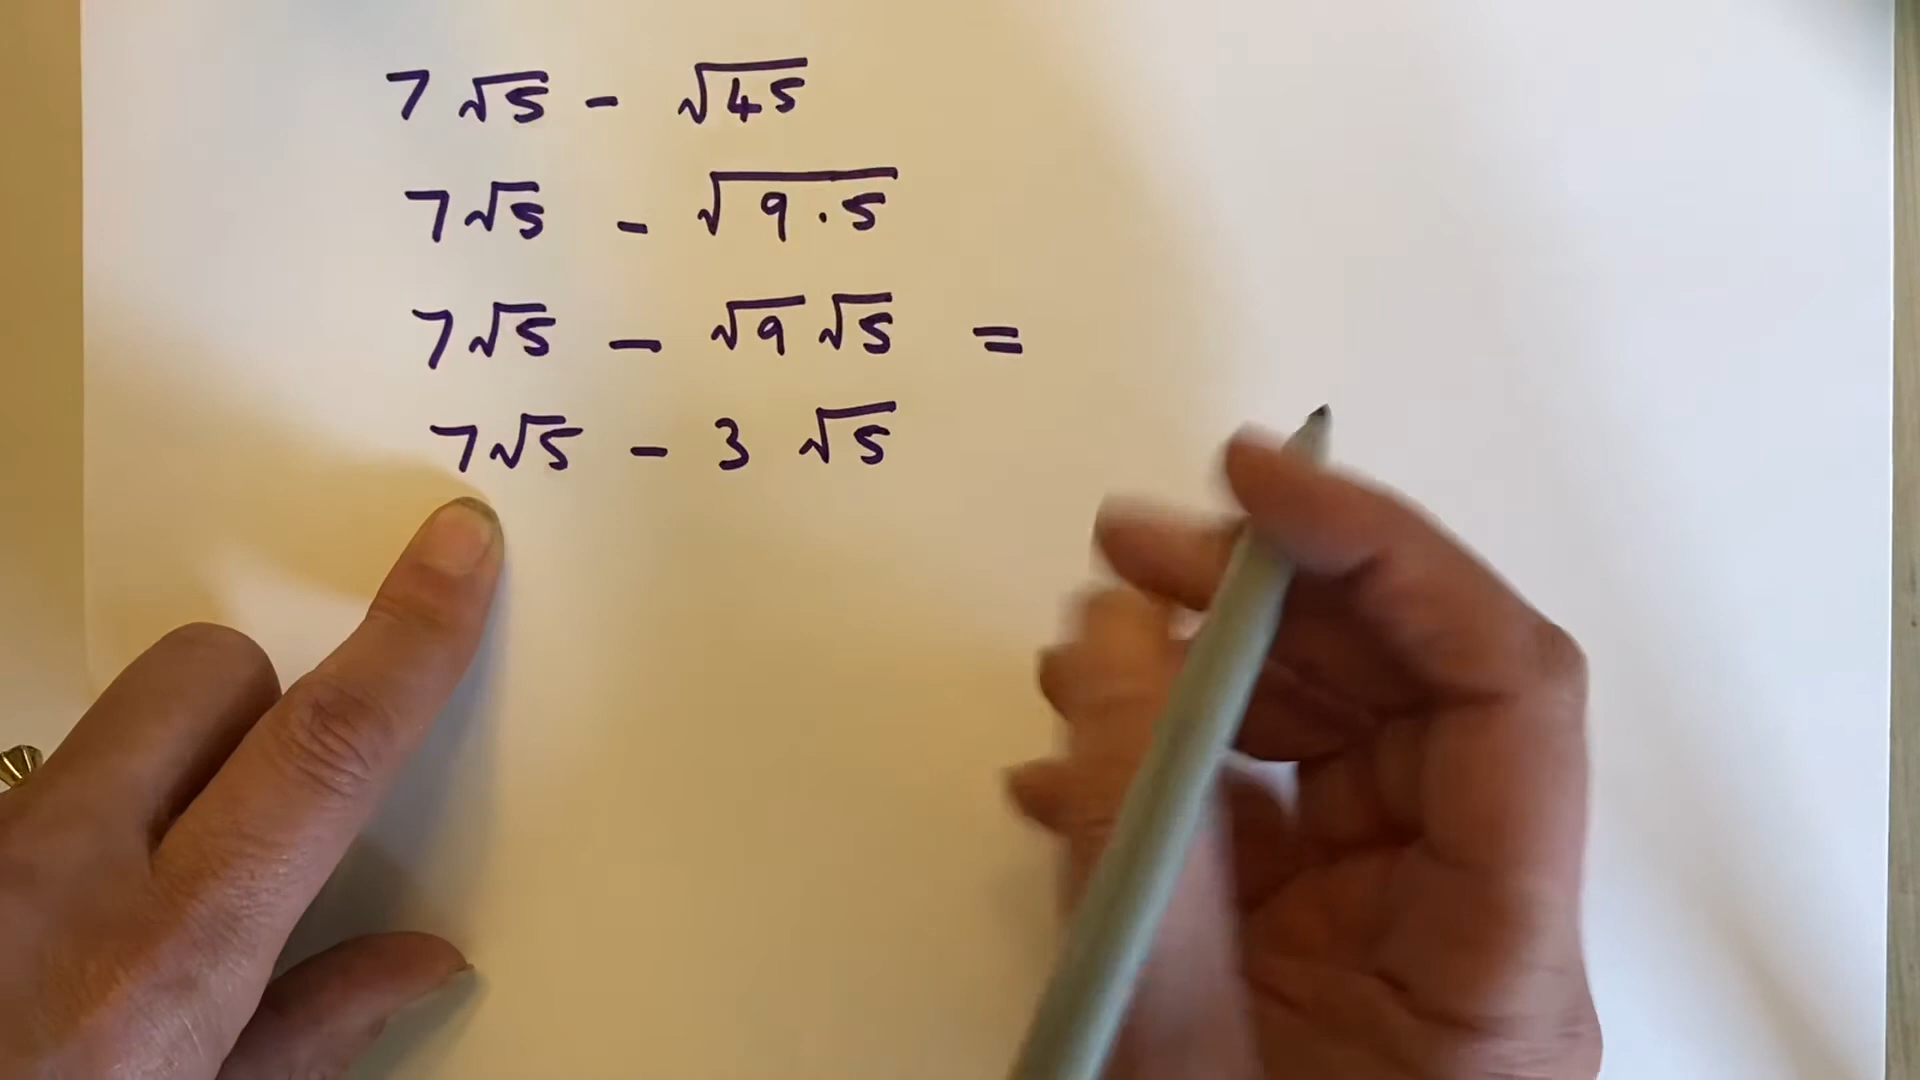 7√5 - √45
7√5 - √9·5
7√5 - √9 √5 =
7√5 - 3 √5